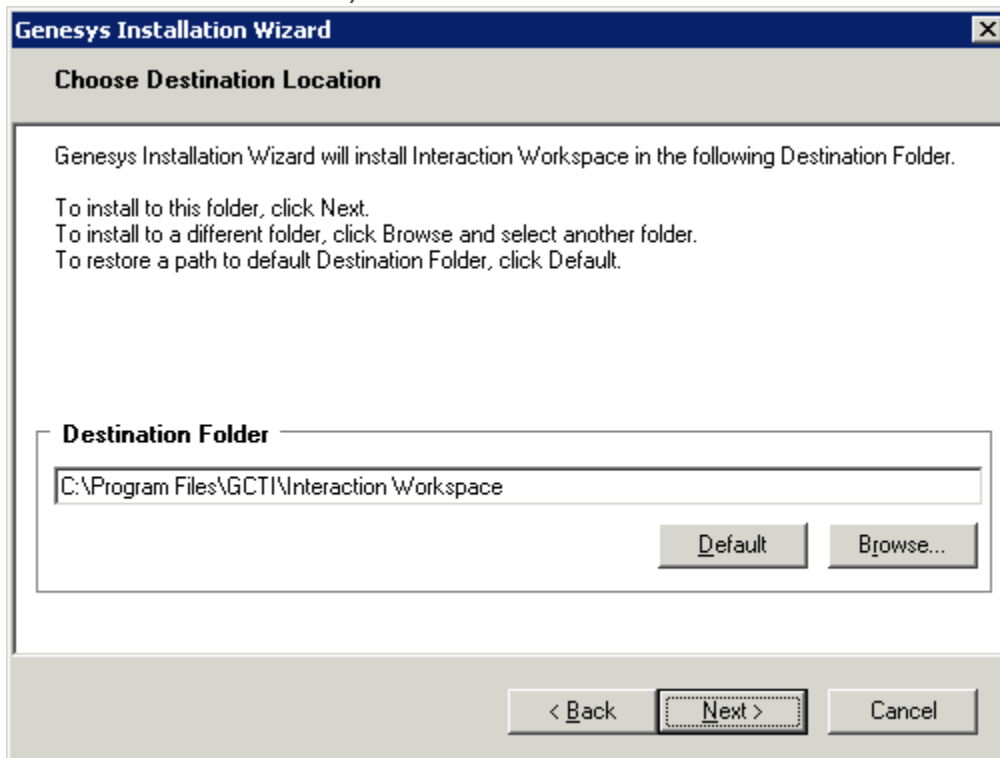 Genesys Installation Wizard
Choose Destination Location
Genesys Installation Wizard will install Interaction Workspace in the following Destination Folder.
To install to this folder, click Next.
To install to a different folder, click Browse and select another folder.
To restore a path to default Destination Folder, click Default.
Destination Folder
C:\Program Files\GCTI\Interaction Workspace
Default Browse...
< Back Next > Cancel